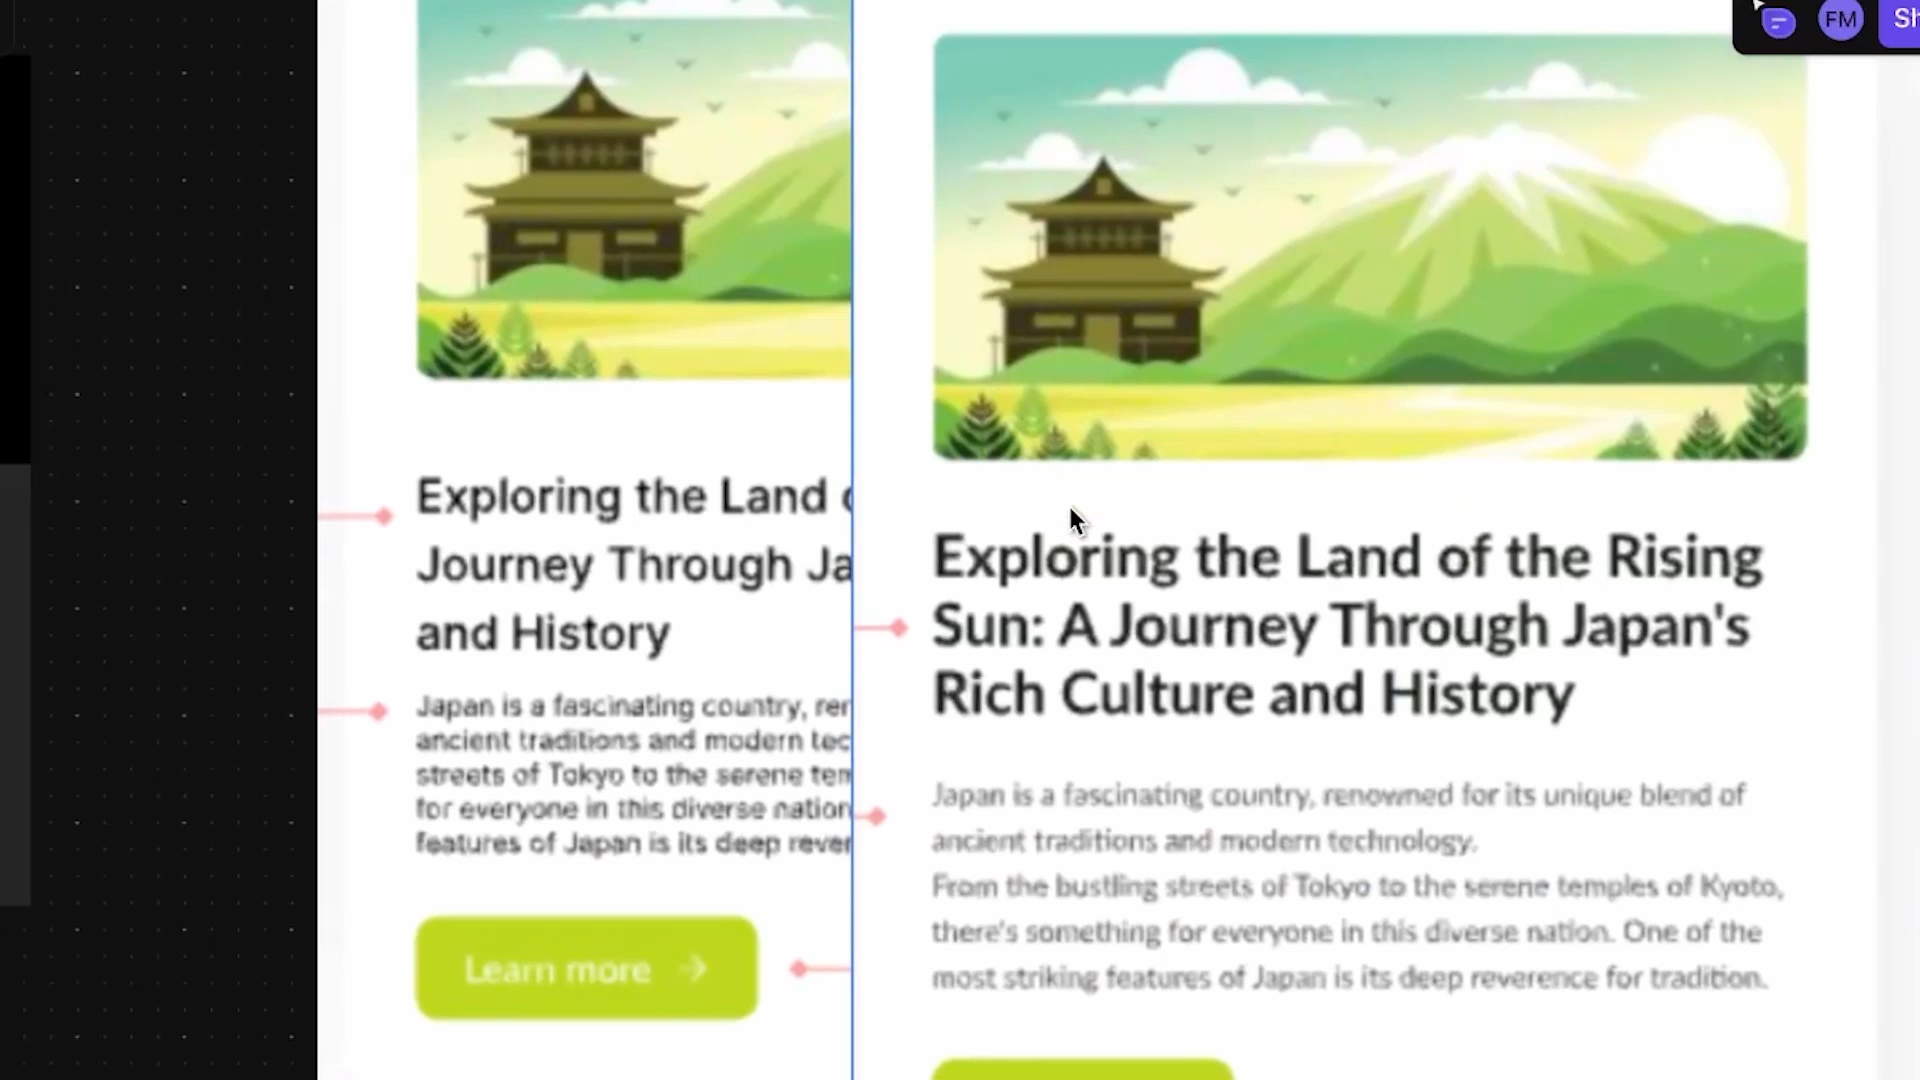 FM
Exploring the Land
Journey Through Ja
and History
Japan is a fascinating country, ren
ancient traditions and modern tec
streets of Tokyo to the serene tem
for everyone in this diverse nation
features of Japan is its deep rever
Learn more →
Exploring the Land of the Rising
Sun: A Journey Through Japan's
Rich Culture and History
Japan is a fascinating country, renowned for its unique blend of
ancient traditions and modern technology.
From the bustling streets of Tokyo to the serene temples of Kyoto,
there's something for everyone in this diverse nation. One of the
most striking features of Japan is its deep reverence for tradition.